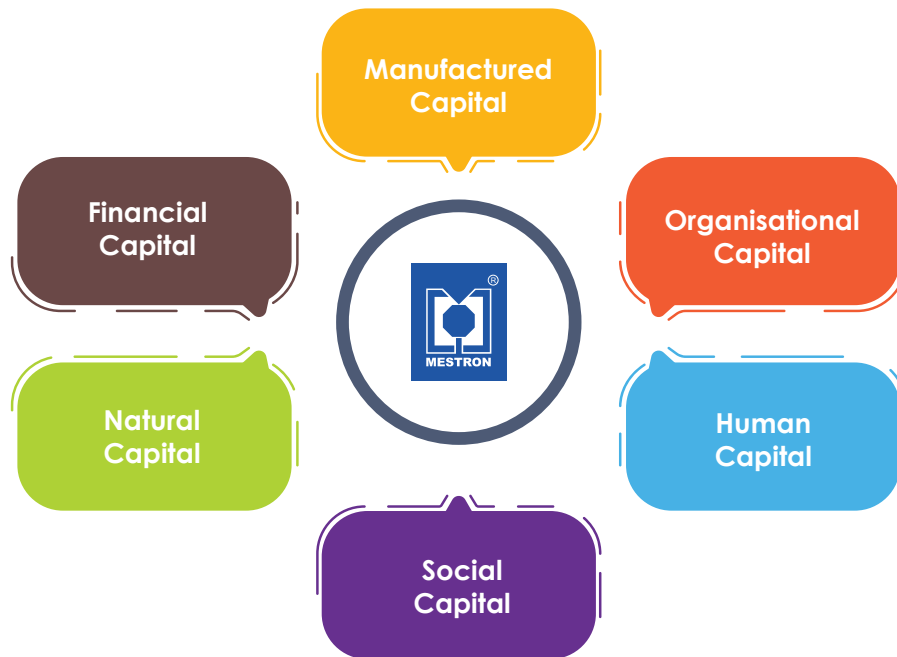 Manufactured
Capital
Financial
Capital
Organisational
Capital
®
MESTRON
Natural
Capital
Human
Capital
Social
Capital